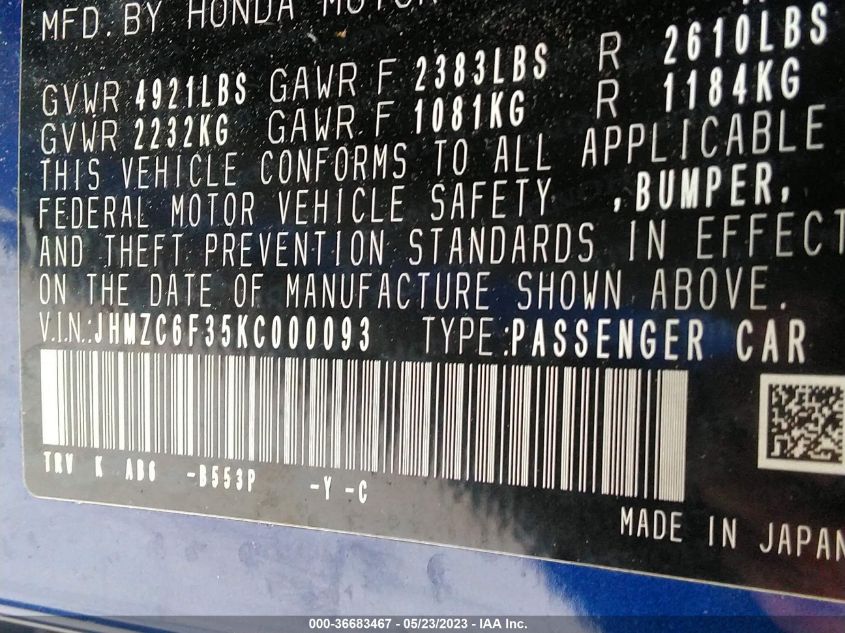 MFD. BY HONDA MOTOR
GVWR 4921LBS GAWR F 2383LBS R 2610LBS
GVWR 2232KG GAWR F 1081KG R 1184KG
THIS VEHICLE CONFORMS TO ALL APPLICABLE
FEDERAL MOTOR VEHICLE SAFETY ,BUMPER,
AND THEFT PREVENTION STANDARDS IN EFFECT
ON THE DATE OF MANUFACTURE SHOWN ABOVE.
V.I.N.:JHMZC6F35KC000093 TYPE:PASSENGER CAR
TRV K AB6 -B553P -Y -C
MADE IN JAPAN
000-36683467 - 05/23/2023 - IAA Inc.